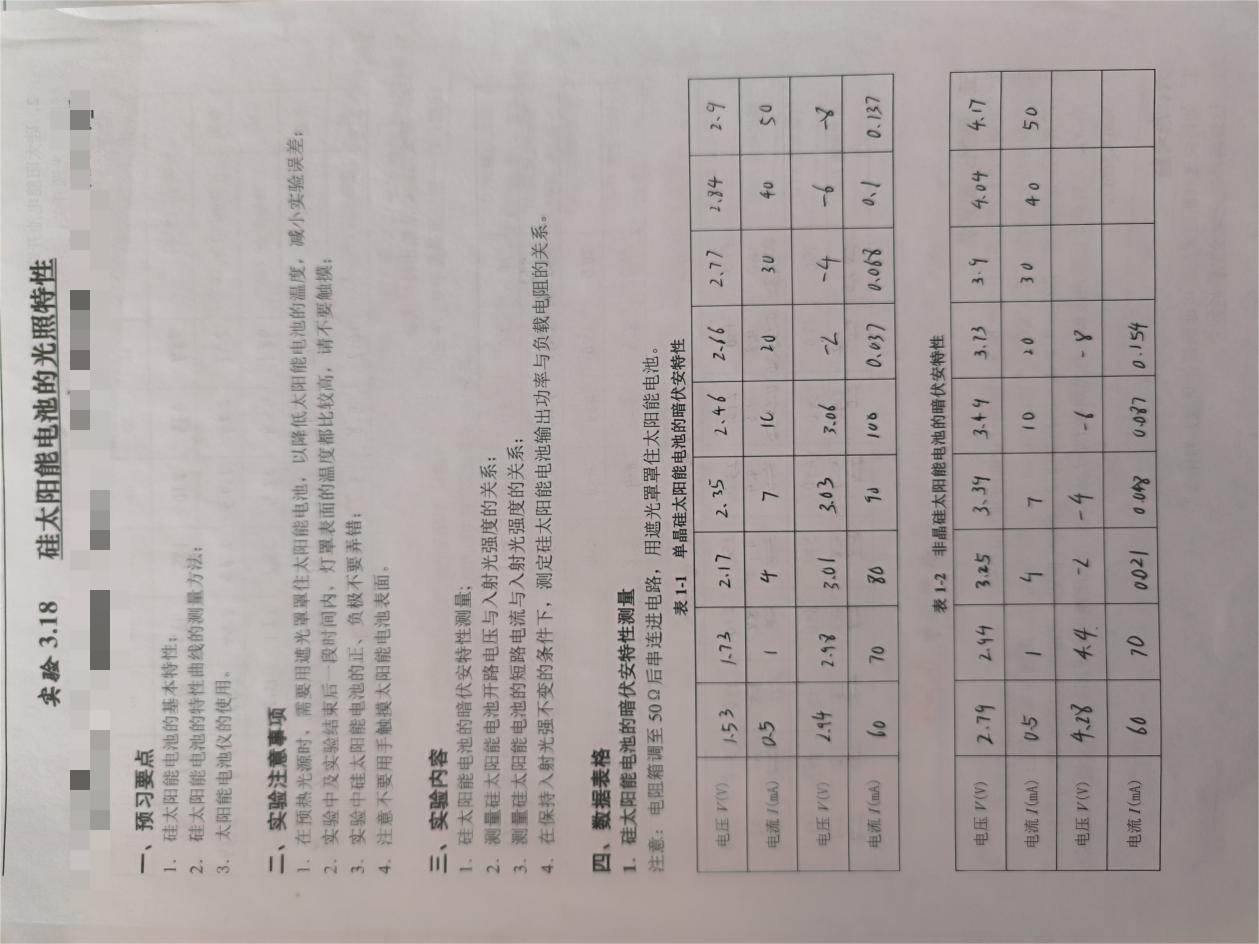 实验 3.18 硅太阳能电池的光照特性
一、预习要点
1. 硅太阳能电池的基本特性；
2. 硅太阳能电池的特性曲线的测量方法；
3. 太阳能电池仪的使用。
二、实验注意事项
1. 在预热光源时，需要用遮光罩罩住太阳能电池，以降低太阳能电池的温度，减小实验误差；
2. 实验中及实验结束后一段时间内，灯罩表面的温度都比较高，请不要触摸；
3. 实验中硅太阳能电池的正、负极不要弄错；
4. 注意不要用手触摸太阳能电池表面。
三、实验内容
1. 硅太阳能电池的暗伏安特性测量；
2. 测量硅太阳能电池开路电压与入射光强度的关系；
3. 测量硅太阳能电池的短路电流与入射光强度的关系；
4. 在保持入射光强不变的条件下，测定硅太阳能电池输出功率与负载电阻的关系。
四、数据表格
1. 硅太阳能电池的暗伏安特性测量
注意：电阻箱调至 50 Ω 后串连进电路，用遮光罩罩住太阳能电池。
表 1-1 单晶硅太阳能电池的暗伏安特性
电压 V (V) 1.53 1.73 2.17 2.35 2.46 2.66 2.77 2.84 2.9
电流 I (mA) 0.5 1 4 7 10 20 30 40 50
电压 V (V) 2.94 2.98 3.01 3.03 3.06 -2 -4 -6 -8
电流 I (mA) 60 70 80 90 100 0.037 0.068 0.1 0.137
表 1-2 非晶硅太阳能电池的暗伏安特性
电压 V (V) 2.79 2.94 3.25 3.39 3.49 3.73 3.9 4.04 4.17
电流 I (mA) 0.5 1 4 7 10 20 30 40 50
电压 V (V) 4.28 4.4 -2 -4 -6 -8
电流 I (mA) 60 70 0.021 0.087 0.154